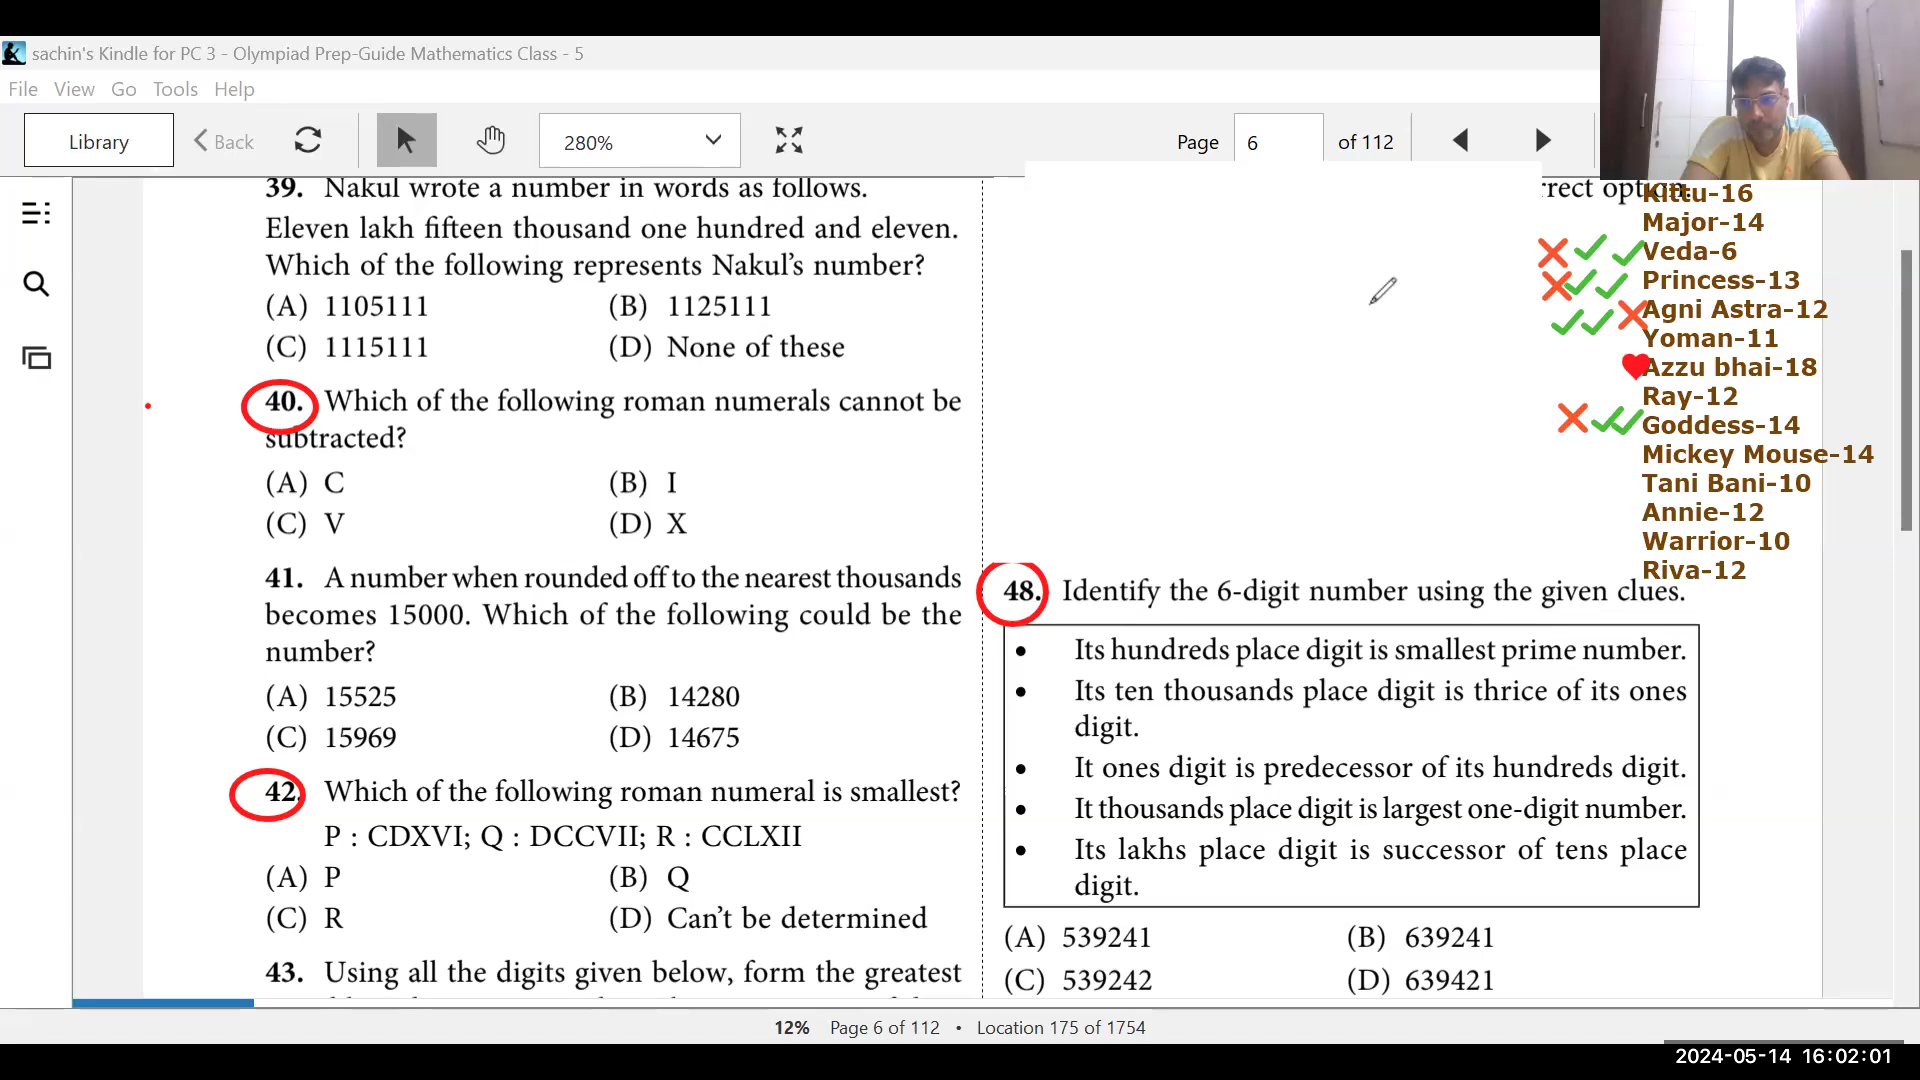 sachin's Kindle for PC 3 - Olympiad Prep-Guide Mathematics Class - 5
File View Go Tools Help
Library
Back
280%
Page 6 of 112
39. Nakul wrote a number in words as follows.
Eleven lakh fifteen thousand one hundred and eleven.
Which of the following represents Nakul's number?
(A) 1105111 (B) 1125111
(C) 1115111 (D) None of these
40. Which of the following roman numerals cannot be
subtracted?
(A) C (B) I
(C) V (D) X
41. A number when rounded off to the nearest thousands
becomes 15000. Which of the following could be the
number?
(A) 15525 (B) 14280
(C) 15969 (D) 14675
42. Which of the following roman numeral is smallest?
P : CDXVI; Q : DCCVII; R : CCLXII
(A) P (B) Q
(C) R (D) Can't be determined
43. Using all the digits given below, form the greatest
Kittu-16
Major-14
Veda-6
Princess-13
Agni Astra-12
Yoman-11
Azzu bhai-18
Ray-12
Goddess-14
Mickey Mouse-14
Tani Bani-10
Annie-12
Warrior-10
Riva-12
48. Identify the 6-digit number using the given clues.
• Its hundreds place digit is smallest prime number.
• Its ten thousands place digit is thrice of its ones
digit.
• It ones digit is predecessor of its hundreds digit.
• It thousands place digit is largest one-digit number.
• Its lakhs place digit is successor of tens place
digit.
(A) 539241 (B) 639241
(C) 539242 (D) 639421
12% Page 6 of 112 • Location 175 of 1754
2024-05-14 16:02:01